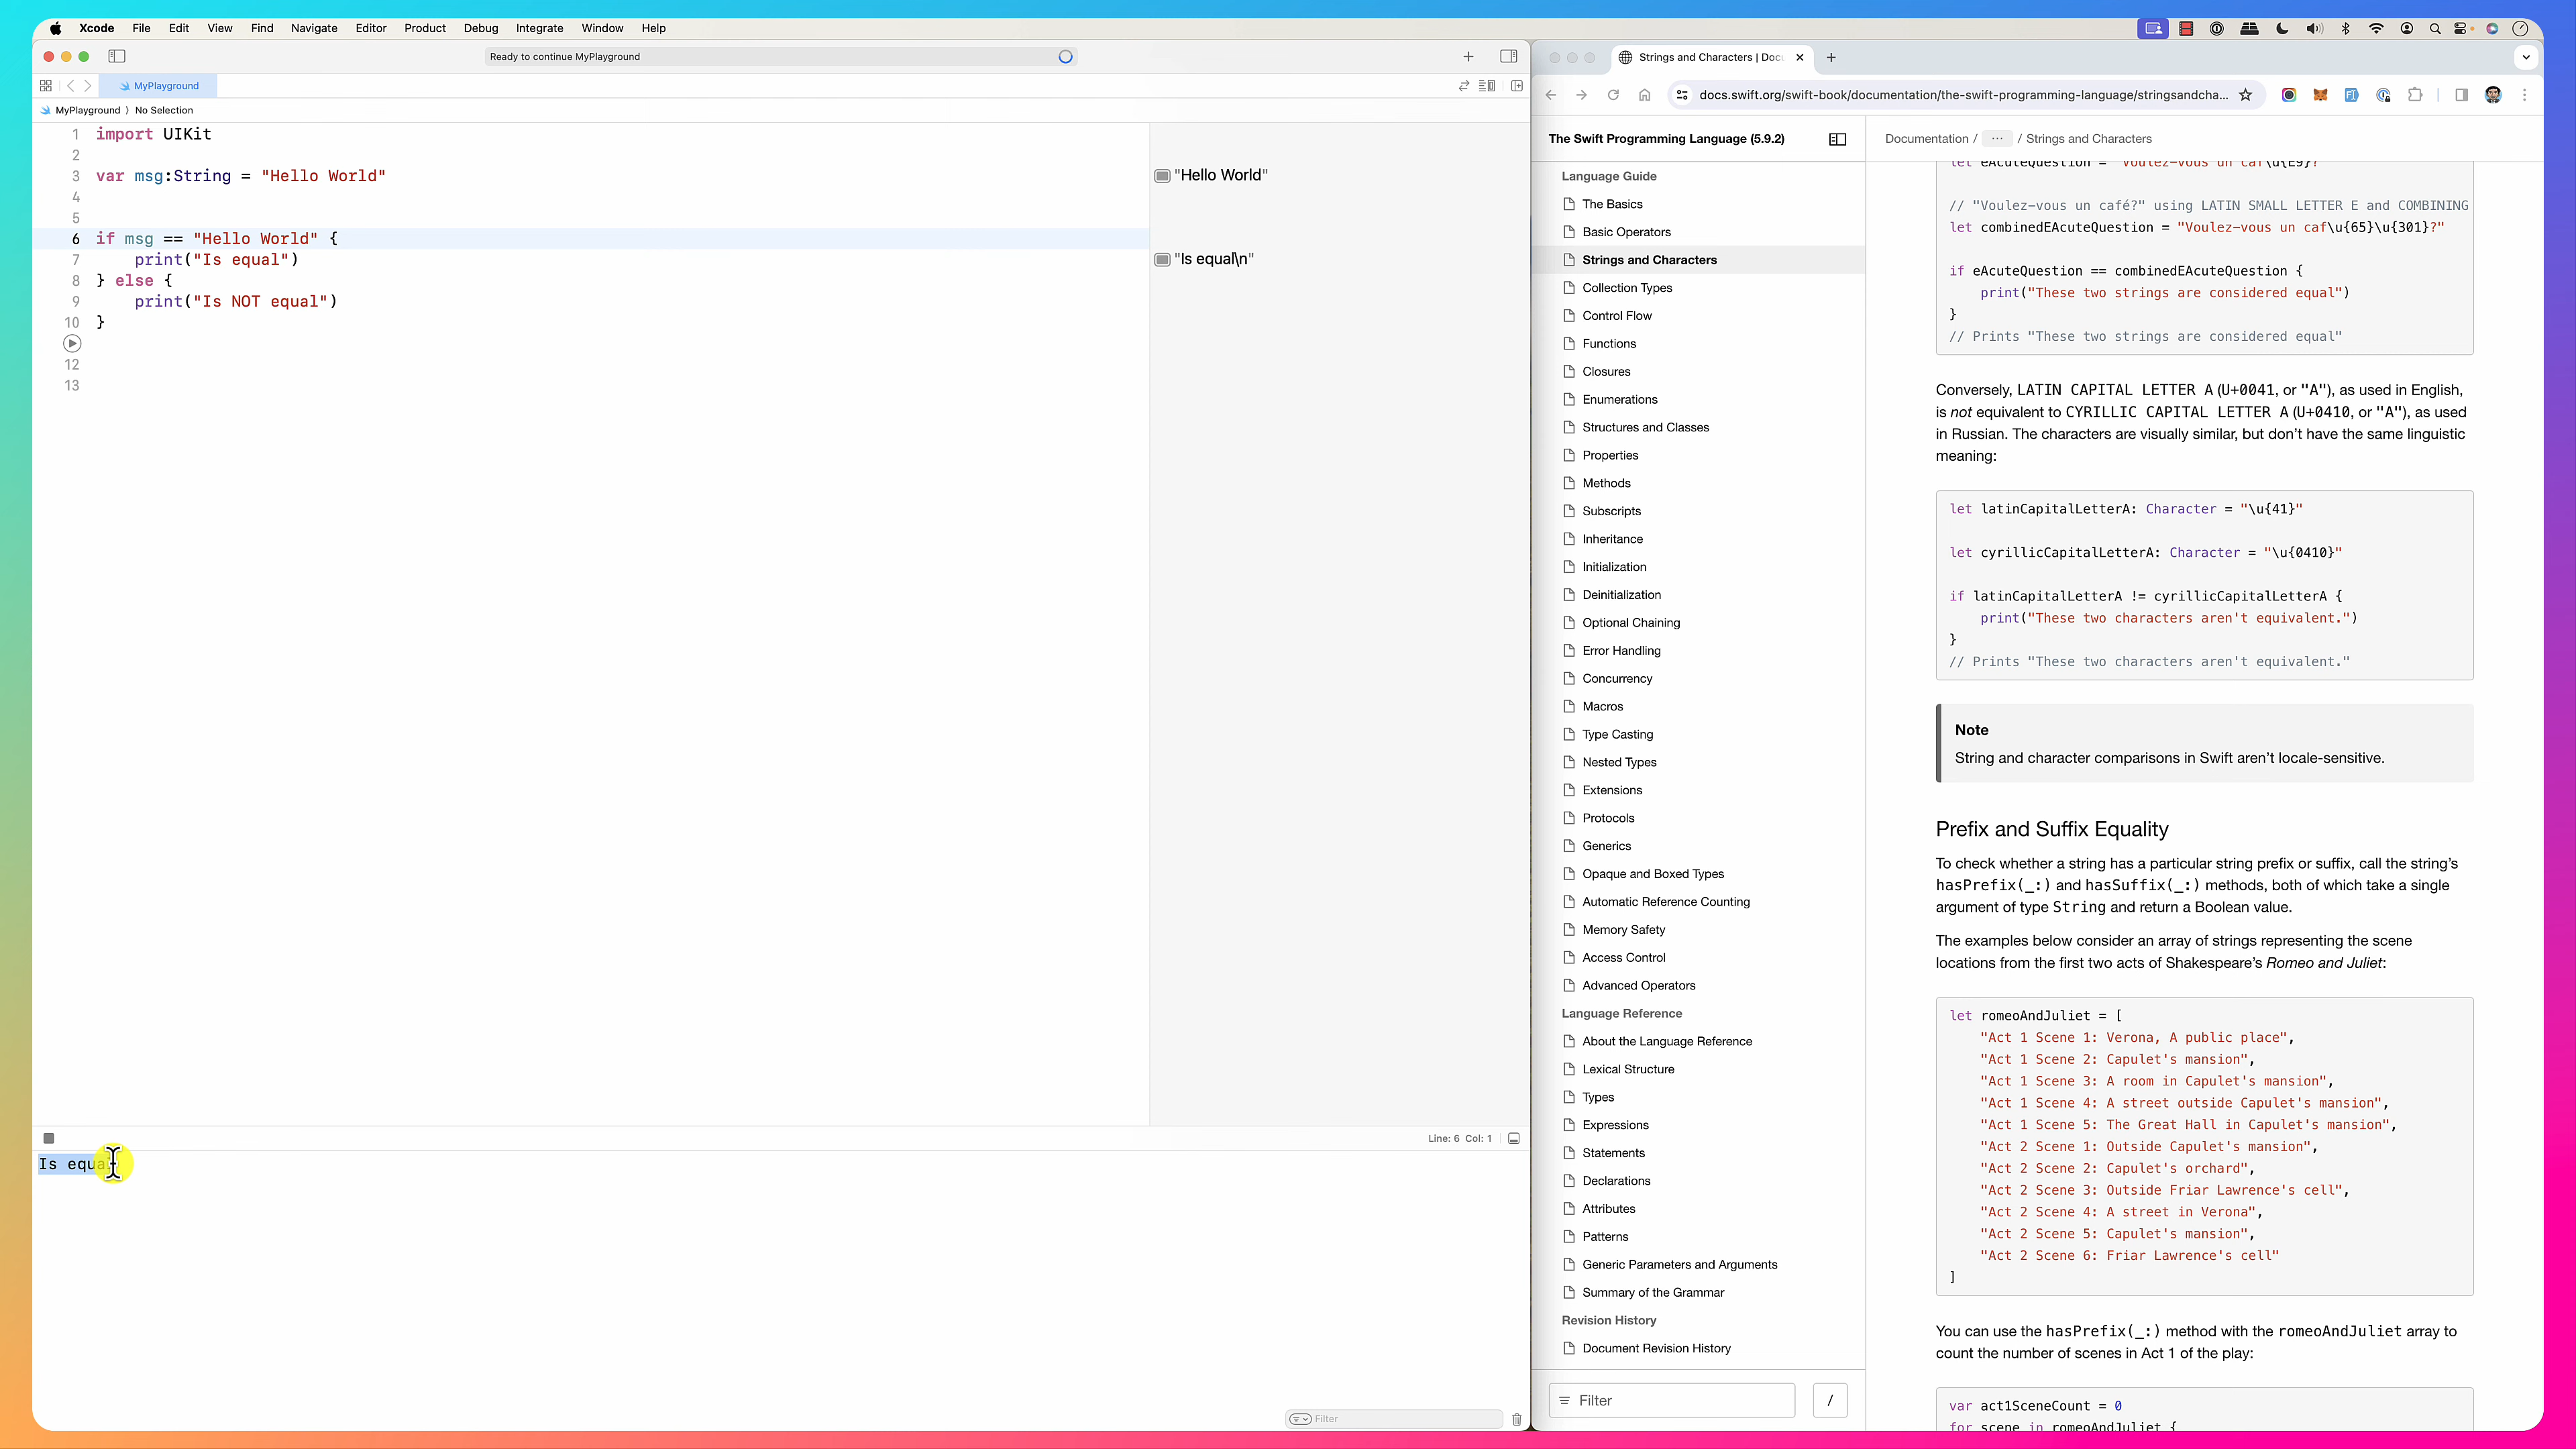 Xcode File Edit View Find Navigate Editor Product Debug Integrate Window Help
Ready to continue MyPlayground
MyPlayground
MyPlayground 〉 No Selection
1 import UIKit
2
3 var msg:String = "Hello World"
4
5
6 if msg == "Hello World" {
7 print("Is equal")
8 } else {
9 print("Is NOT equal")
10 }
12
13
"Hello World"
"Is equal\n"
Line: 6 Col: 1
Is equa
Filter
Strings and Characters | Docu
docs.swift.org/swift-book/documentation/the-swift-programming-language/stringsandcha...
The Swift Programming Language (5.9.2)
Language Guide
The Basics
Basic Operators
Strings and Characters
Collection Types
Control Flow
Functions
Closures
Enumerations
Structures and Classes
Properties
Methods
Subscripts
Inheritance
Initialization
Deinitialization
Optional Chaining
Error Handling
Concurrency
Macros
Type Casting
Nested Types
Extensions
Protocols
Generics
Opaque and Boxed Types
Automatic Reference Counting
Memory Safety
Access Control
Advanced Operators
Language Reference
About the Language Reference
Lexical Structure
Types
Expressions
Statements
Declarations
Attributes
Patterns
Generic Parameters and Arguments
Summary of the Grammar
Revision History
Document Revision History
Filter
/
Documentation / ··· / Strings and Characters
let eAcuteQuestion = "Voulez-vous un caf\u{E9}?"
// "Voulez-vous un café?" using LATIN SMALL LETTER E and COMBINING
let combinedEAcuteQuestion = "Voulez-vous un caf\u{65}\u{301}?"
if eAcuteQuestion == combinedEAcuteQuestion {
print("These two strings are considered equal")
}
// Prints "These two strings are considered equal"
Conversely, LATIN CAPITAL LETTER A (U+0041, or "A"), as used in English,
is not equivalent to CYRILLIC CAPITAL LETTER A (U+0410, or "А"), as used
in Russian. The characters are visually similar, but don’t have the same linguistic
meaning:
let latinCapitalLetterA: Character = "\u{41}"
let cyrillicCapitalLetterA: Character = "\u{0410}"
if latinCapitalLetterA != cyrillicCapitalLetterA {
print("These two characters aren't equivalent.")
}
// Prints "These two characters aren't equivalent."
Note
String and character comparisons in Swift aren’t locale-sensitive.
Prefix and Suffix Equality
To check whether a string has a particular string prefix or suffix, call the string’s
hasPrefix(_:) and hasSuffix(_:) methods, both of which take a single
argument of type String and return a Boolean value.
The examples below consider an array of strings representing the scene
locations from the first two acts of Shakespeare’s Romeo and Juliet:
let romeoAndJuliet = [
"Act 1 Scene 1: Verona, A public place",
"Act 1 Scene 2: Capulet's mansion",
"Act 1 Scene 3: A room in Capulet's mansion",
"Act 1 Scene 4: A street outside Capulet's mansion",
"Act 1 Scene 5: The Great Hall in Capulet's mansion",
"Act 2 Scene 1: Outside Capulet's mansion",
"Act 2 Scene 2: Capulet's orchard",
"Act 2 Scene 3: Outside Friar Lawrence's cell",
"Act 2 Scene 4: A street in Verona",
"Act 2 Scene 5: Capulet's mansion",
"Act 2 Scene 6: Friar Lawrence's cell"
]
You can use the hasPrefix(_:) method with the romeoAndJuliet array to
count the number of scenes in Act 1 of the play:
var act1SceneCount = 0
for scene in romeoAndJuliet {